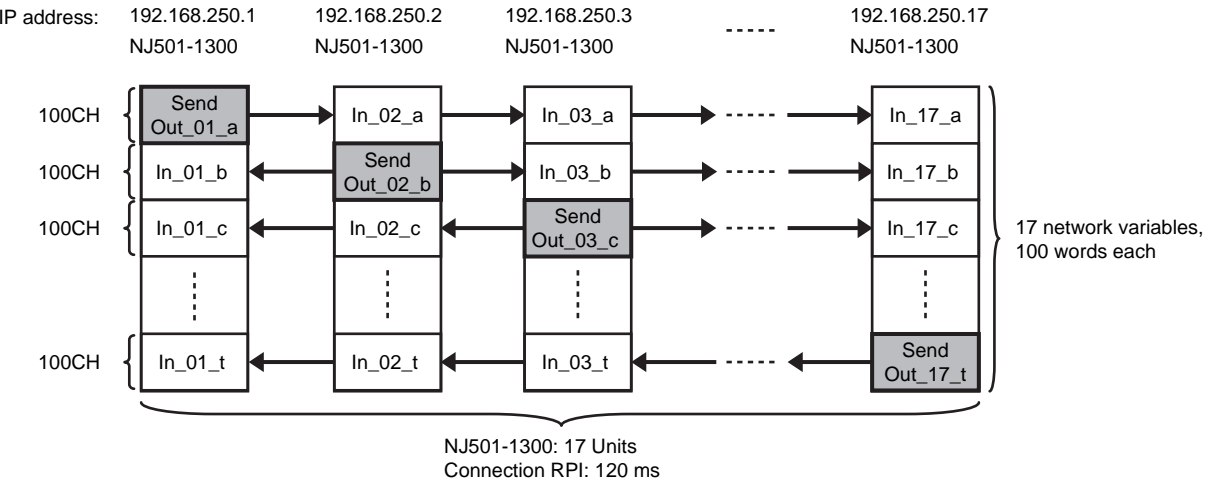 IP address: 192.168.250.1 192.168.250.2 192.168.250.3 192.168.250.17
NJ501-1300 NJ501-1300 NJ501-1300 NJ501-1300
100CH Send Out_01_a In_02_a In_03_a In_17_a
100CH In_01_b Send Out_02_b In_03_b In_17_b
100CH In_01_c In_02_c Send Out_03_c In_17_c
17 network variables,
100 words each
100CH In_01_t In_02_t In_03_t Send Out_17_t
NJ501-1300: 17 Units
Connection RPI: 120 ms